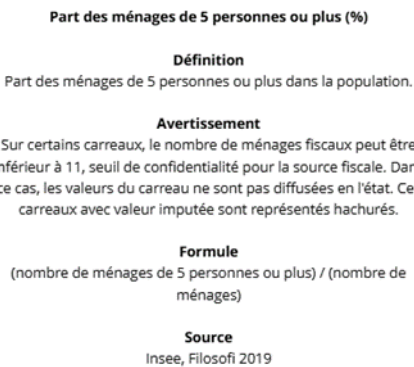 Part des ménages de 5 personnes ou plus (%)
Définition
Part des ménages de 5 personnes ou plus dans la population.
Avertissement
Sur certains carreaux, le nombre de ménages fiscaux peut être
nférieur à 11, seuil de confidentialité pour la source fiscale. Dan
ce cas, les valeurs du carreau ne sont pas diffusées en l'état. Ce
carreaux avec valeur imputée sont représentés hachurés.
Formule
(nombre de ménages de 5 personnes ou plus) / (nombre de
ménages)
Source
Insee, Filosofi 2019